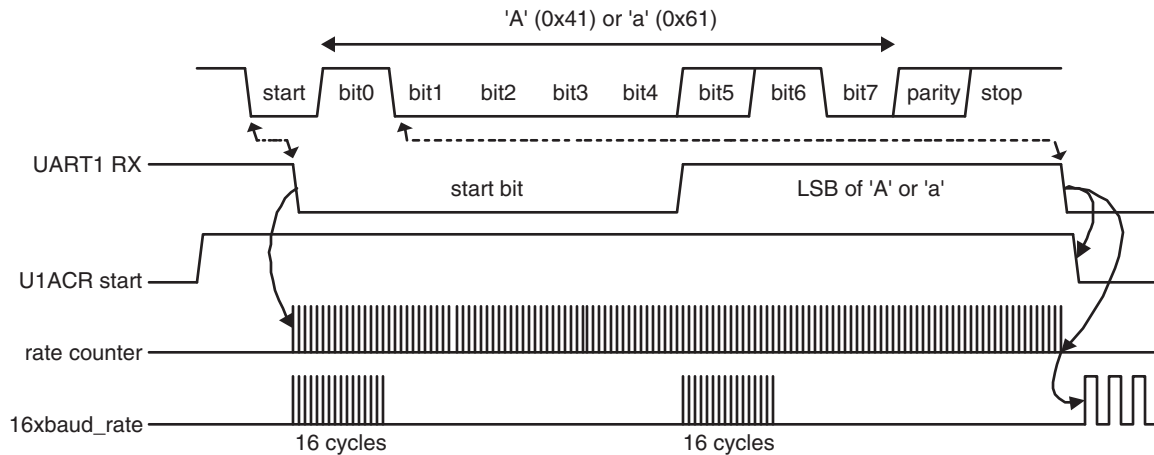 'A' (0x41) or 'a' (0x61)
start bit0 bit1 bit2 bit3 bit4 bit5 bit6 bit7 parity stop
UART1 RX
start bit
LSB of 'A' or 'a'
U1ACR start
rate counter
16xbaud_rate
16 cycles
16 cycles